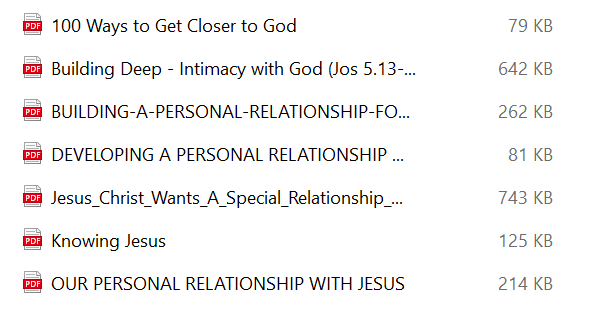 PDF 100 Ways to Get Closer to God 79 KB
PDF Building Deep - Intimacy with God (Jos 5.13-... 642 KB
PDF BUILDING-A-PERSONAL-RELATIONSHIP-FO... 262 KB
PDF DEVELOPING A PERSONAL RELATIONSHIP ... 81 KB
PDF Jesus_Christ_Wants_A_Special_Relationship_... 743 KB
PDF Knowing Jesus 125 KB
PDF OUR PERSONAL RELATIONSHIP WITH JESUS 214 KB